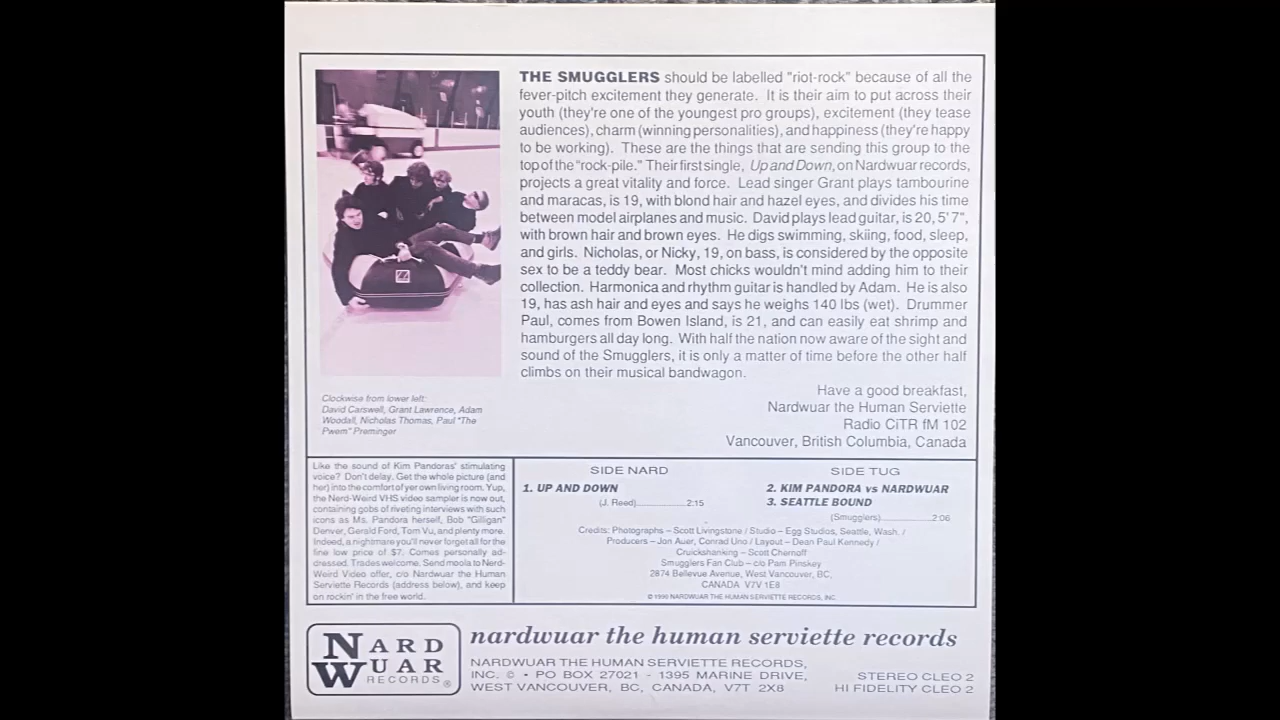 THE SMUGGLERS should be labelled "riot-rock" because of all the
fever-pitch excitement they generate. It is their aim to put across their
youth (they're one of the youngest pro groups), excitement (they tease
audiences), charm (winning personalities), and happiness (they're happy
to be working). These are the things that are sending this group to the
top of the "rock-pile." Their first single, Up and Down, on Nardwuar records,
projects a great vitality and force. Lead singer Grant plays tambourine
and maracas, is 19, with blond hair and hazel eyes, and divides his time
between model airplanes and music. David plays lead guitar, is 20, 5' 7",
with brown hair and brown eyes. He digs swimming, skiing, food, sleep,
and girls. Nicholas, or Nicky, 19, on bass, is considered by the opposite
sex to be a teddy bear. Most chicks wouldn't mind adding him to their
collection. Harmonica and rhythm guitar is handled by Adam. He is also
19, has ash hair and eyes and says he weighs 140 lbs (wet). Drummer
Paul, comes from Bowen Island, is 21, and can easily eat shrimp and
hamburgers all day long. With half the nation now aware of the sight and
sound of the Smugglers, it is only a matter of time before the other half
climbs on their musical bandwagon.
Have a good breakfast,
Nardwuar the Human Serviette
Radio CiTR fM 102
Vancouver, British Columbia, Canada
Clockwise from lower left:
David Carswell, Grant Lawrence, Adam
Woodall, Nicholas Thomas, Paul "The
Pwem" Preminger
Like the sound of Kim Pandoras' stimulating
voice? Don't delay. Get the whole picture (and
her) into the comfort of yer own living room. Yup,
the Nerd-Weird VHS video sampler is now out,
containing gobs of riveting interviews with such
icons as Ms. Pandora herself, Bob "Gilligan"
Denver, Gerald Ford, Tom Vu, and plenty more.
Indeed, a nightmare you'll never forget all for the
fine low price of $7. Comes personally ad-
dressed. Trades welcome. Send moola to Nerd-
Weird Video offer, c/o Nardwuar the Human
Serviette Records (address below), and keep
on rockin' in the free world.
SIDE NARD
1. UP AND DOWN
(J. Reed)....................2:15
SIDE TUG
2. KIM PANDORA vs NARDWUAR
3. SEATTLE BOUND
(Smugglers)....................2:06
Credits: Photographs – Scott Livingstone / Studio – Egg Studios, Seattle, Wash. /
Producers – Jon Auer, Conrad Uno / Layout – Dean Paul Kennedy /
Cruickshanking – Scott Chernoff
Smugglers Fan Club – c/o Pam Pinskey
2874 Bellevue Avenue, West Vancouver, BC,
CANADA V7V 1E8
© 1990 NARDWUAR THE HUMAN SERVIETTE RECORDS, INC.
NARD
WUAR
RECORDS ®
nardwuar the human serviette records
NARDWUAR THE HUMAN SERVIETTE RECORDS,
INC. © • PO BOX 27021 - 1395 MARINE DRIVE,
WEST VANCOUVER, BC, CANADA, V7T 2X8
STEREO CLEO 2
HI FIDELITY CLEO 2